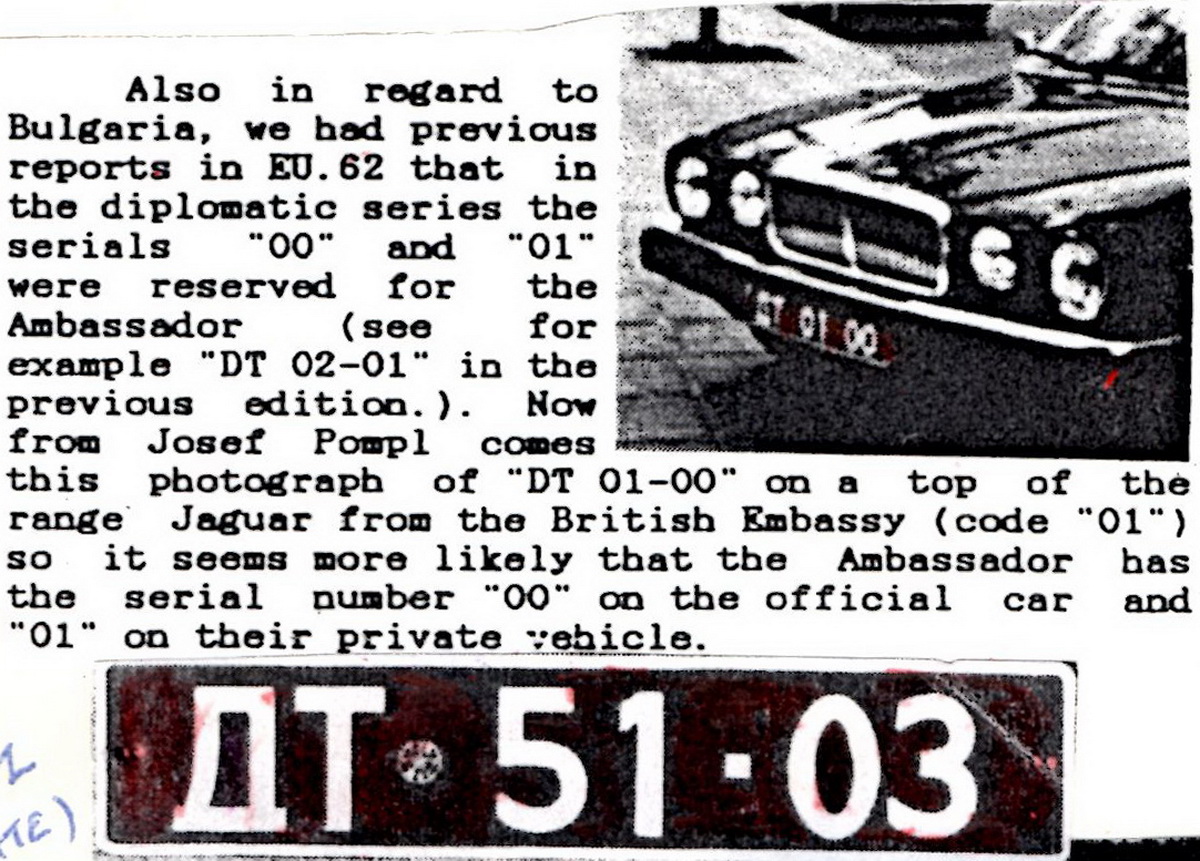 Also in regard to
Bulgaria, we had previous
reports in EU.62 that in
the diplomatic series the
serials "00" and "01"
were reserved for the
Ambassador (see for
example "DT 02-01" in the
previous edition.). Now
from Josef Pompl comes
this photograph of "DT 01-00" on a top of the
range Jaguar from the British Embassy (code "01")
so it seems more likely that the Ambassador has
the serial number "00" on the official car and
"01" on their private vehicle.
ДТ 01 00
ДТ 51·03